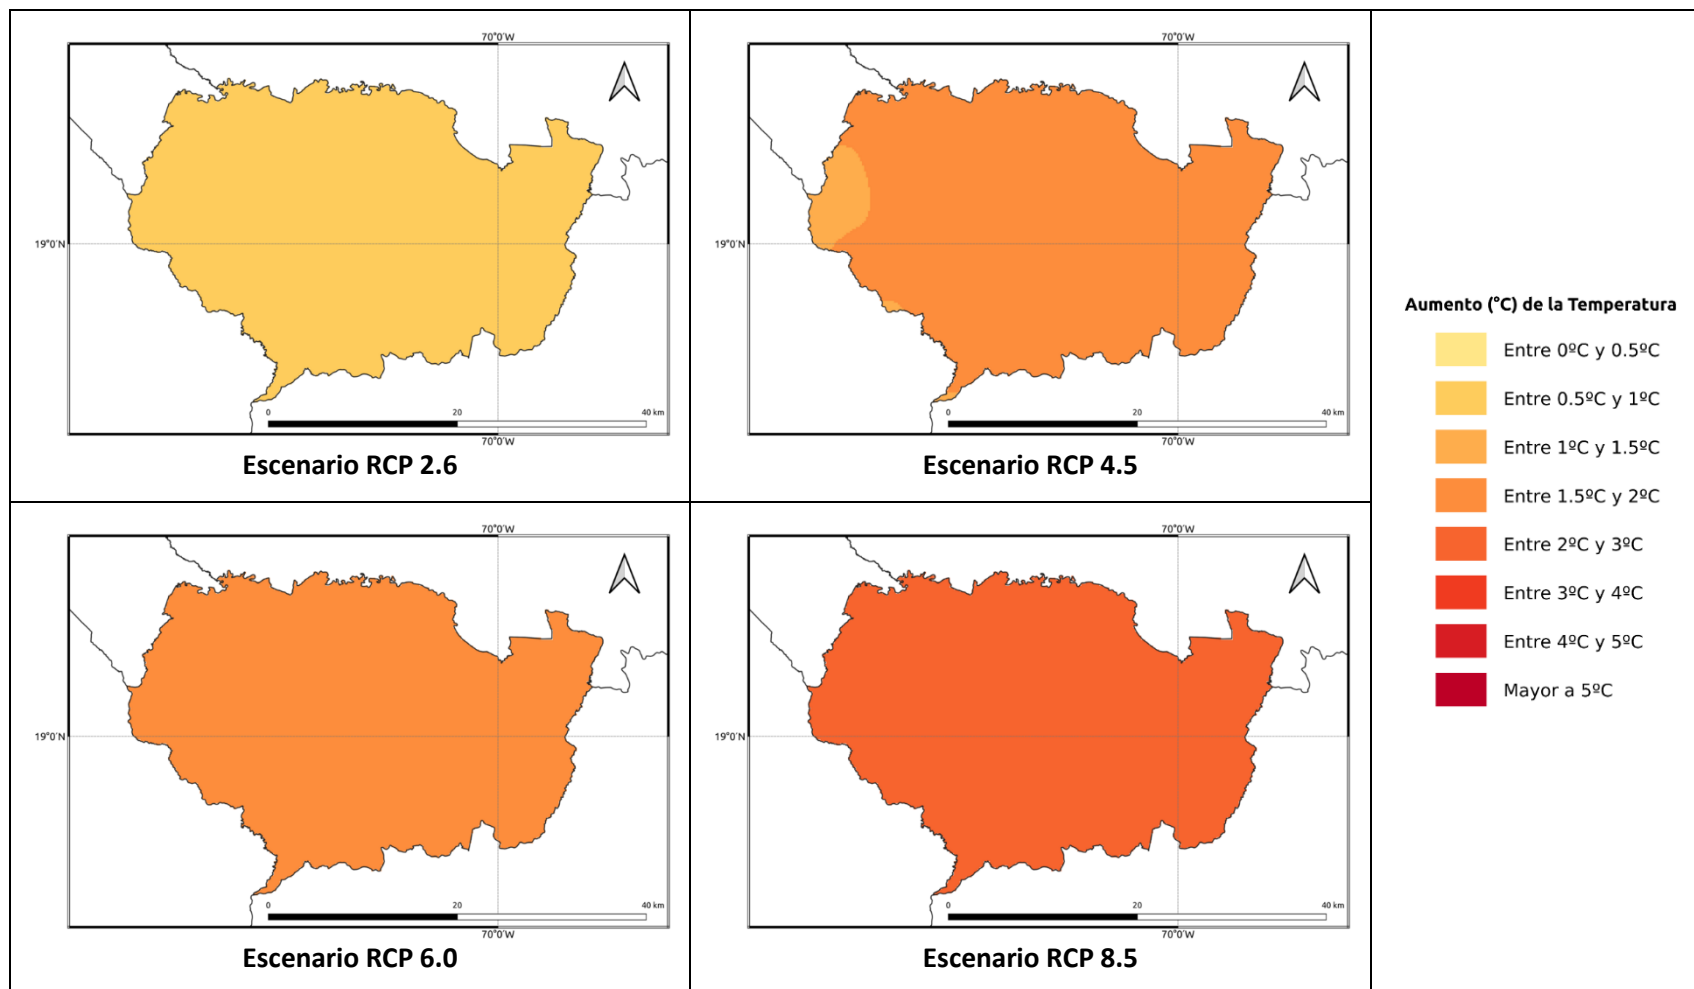 70°0'W
70°0'W
19°0'N
19°0'N
0
20
40 km
0
20
40 km
70°0'W
70°0'W
Escenario RCP 2.6
Escenario RCP 4.5
70°0'W
70°0'W
19°0'N
19°0'N
0
20
40 km
0
20
40 km
70°0'W
70°0'W
Escenario RCP 6.0
Escenario RCP 8.5
Aumento (°C) de la Temperatura
Entre 0ºC y 0.5ºC
Entre 0.5ºC y 1ºC
Entre 1ºC y 1.5ºC
Entre 1.5ºC y 2ºC
Entre 2ºC y 3ºC
Entre 3ºC y 4ºC
Entre 4ºC y 5ºC
Mayor a 5ºC